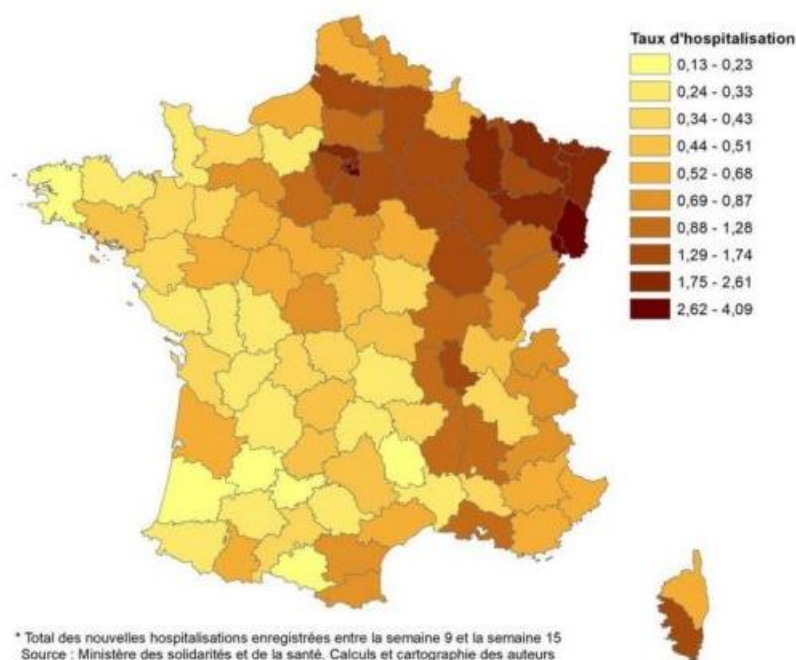 Taux d'hospitalisation
0,13 - 0,23
0,24 - 0,33
0,34 - 0,43
0,44 - 0,51
0,52 - 0,68
0,69 - 0,87
0,88 - 1,28
1,29 - 1,74
1,75 - 2,61
2,62 - 4,09
* Total des nouvelles hospitalisations enregistrées entre la semaine 9 et la semaine 15
Source : Ministère des solidarités et de la santé. Calculs et cartographie des auteurs